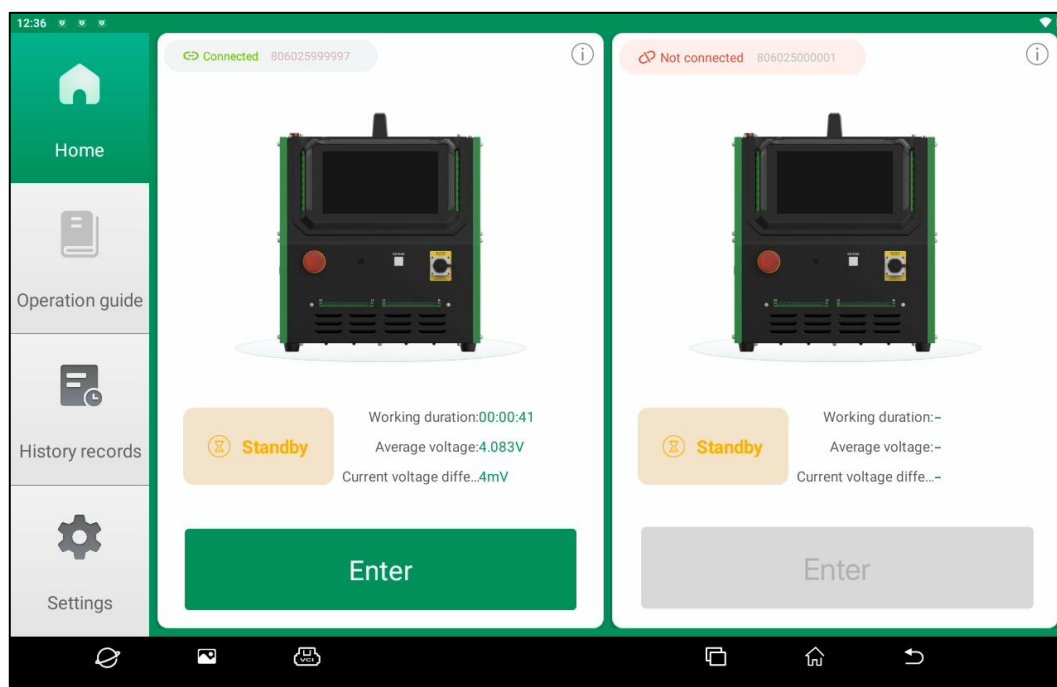 12:36
Home
Operation guide
History records
Settings
Connected 806025999997
Standby
Working duration:00:00:41
Average voltage:4.083V
Current voltage diffe...4mV
Enter
Not connected 806025000001
Standby
Working duration:–
Average voltage:–
Current voltage diffe...–
Enter
VCI